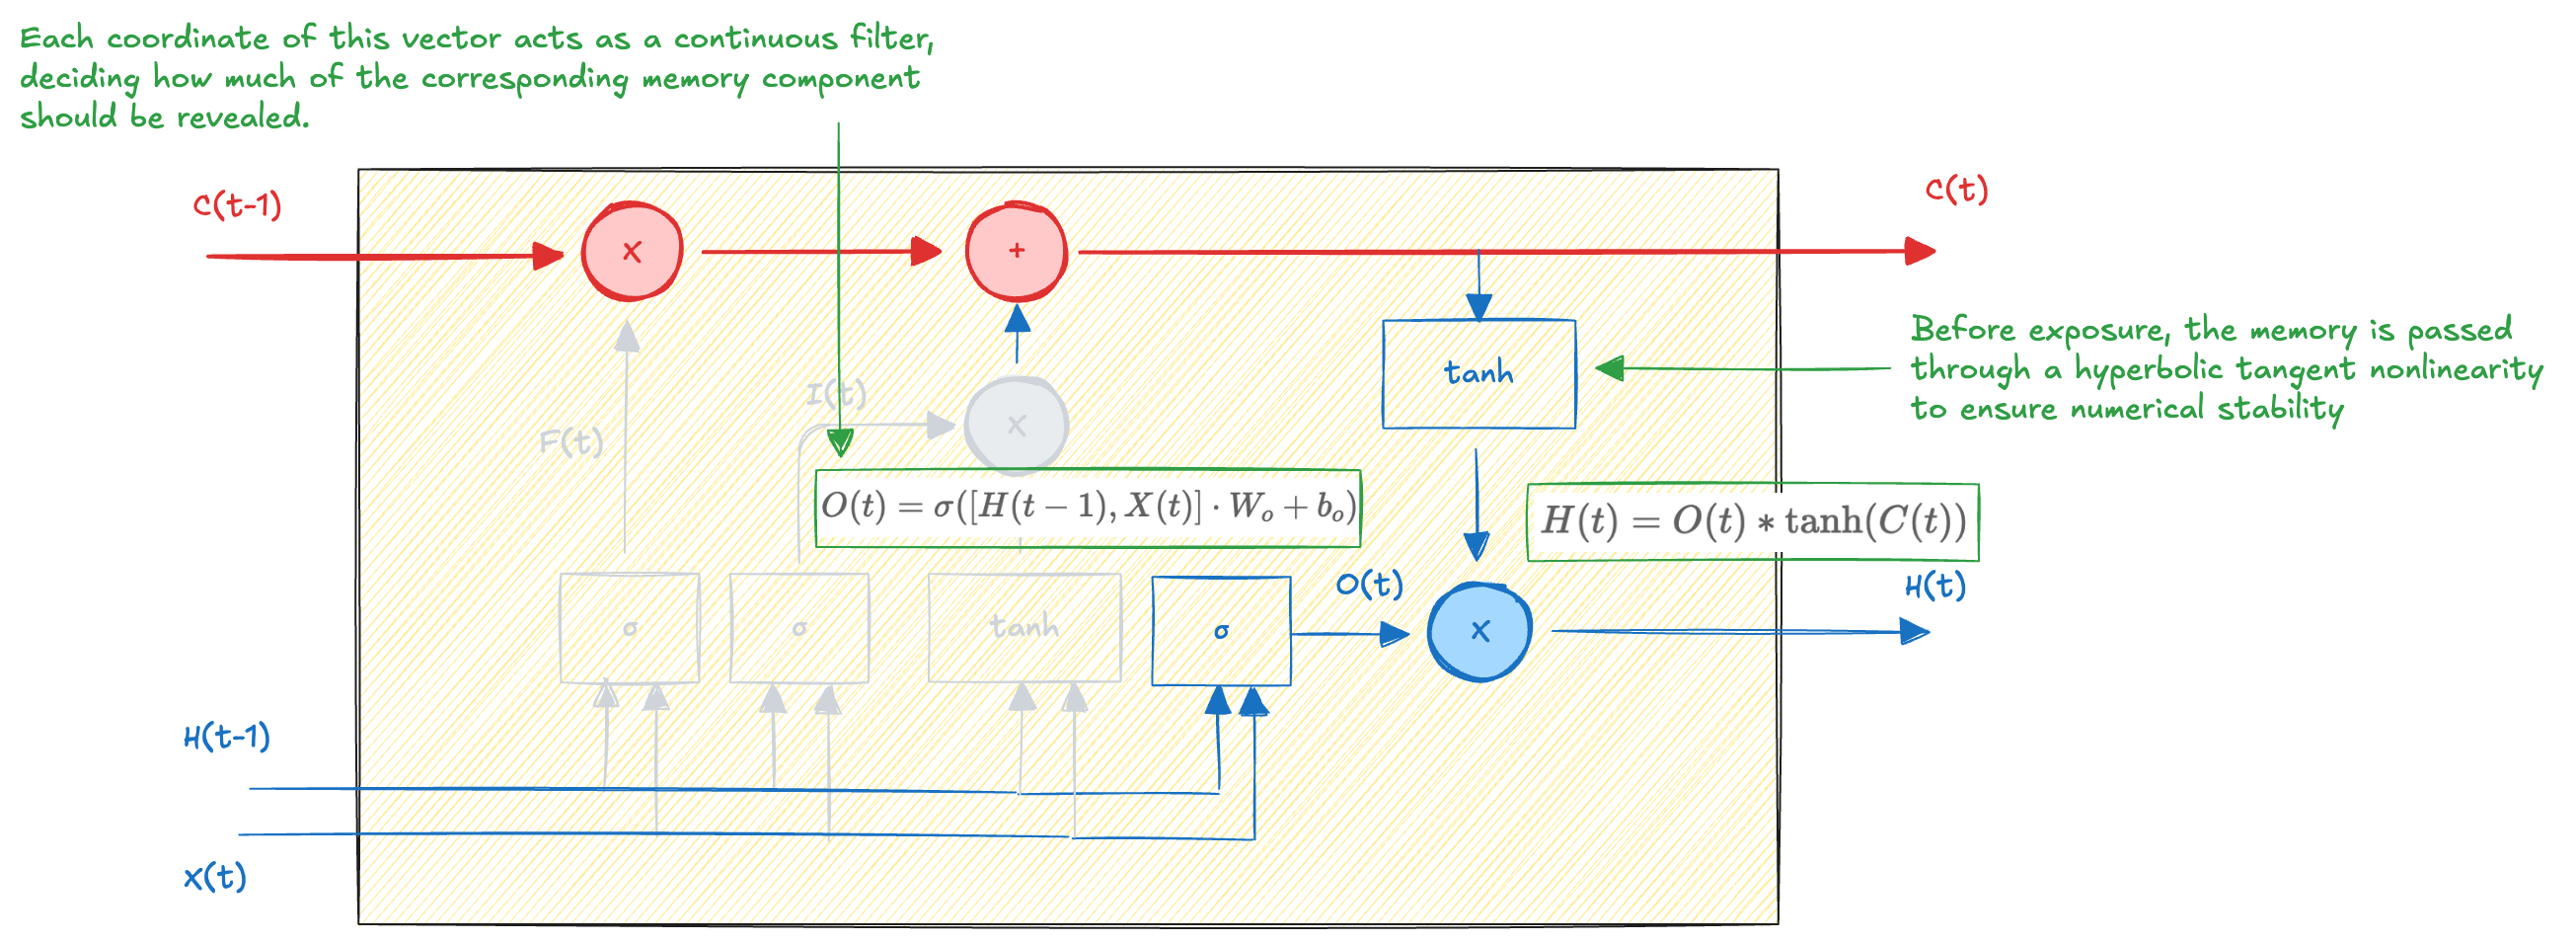 Each coordinate of this vector acts as a continuous filter,
deciding how much of the corresponding memory component
should be revealed.
C(t-1)
C(t)
x
+
Before exposure, the memory is passed
through a hyperbolic tangent nonlinearity
to ensure numerical stability
tanh
I(t)
F(t)
x
O(t) = σ([H(t − 1), X(t)] · Wₒ + bₒ)
H(t) = O(t) * tanh(C(t))
O(t)
H(t)
σ
σ
tanh
σ
x
H(t-1)
x(t)